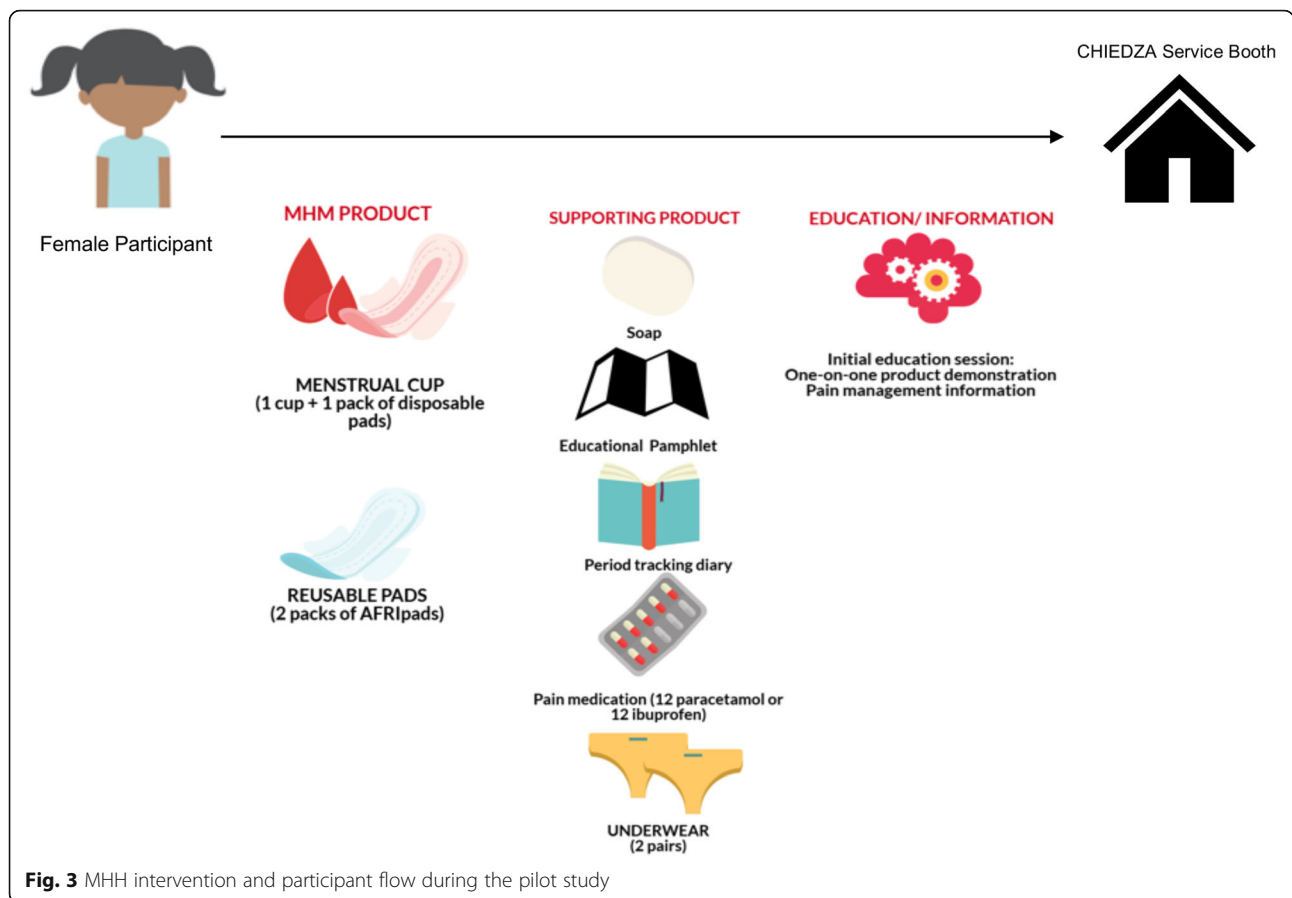 CHIEDZA Service Booth
Female Participant
MHM PRODUCT
MENSTRUAL CUP
(1 cup + 1 pack of disposable
pads)
REUSABLE PADS
(2 packs of AFRIpads)
SUPPORTING PRODUCT
Soap
Educational Pamphlet
Period tracking diary
Pain medication (12 paracetamol or
12 ibuprofen)
UNDERWEAR
(2 pairs)
EDUCATION/ INFORMATION
Initial education session:
One-on-one product demonstration
Pain management information
Fig. 3 MHH intervention and participant flow during the pilot study